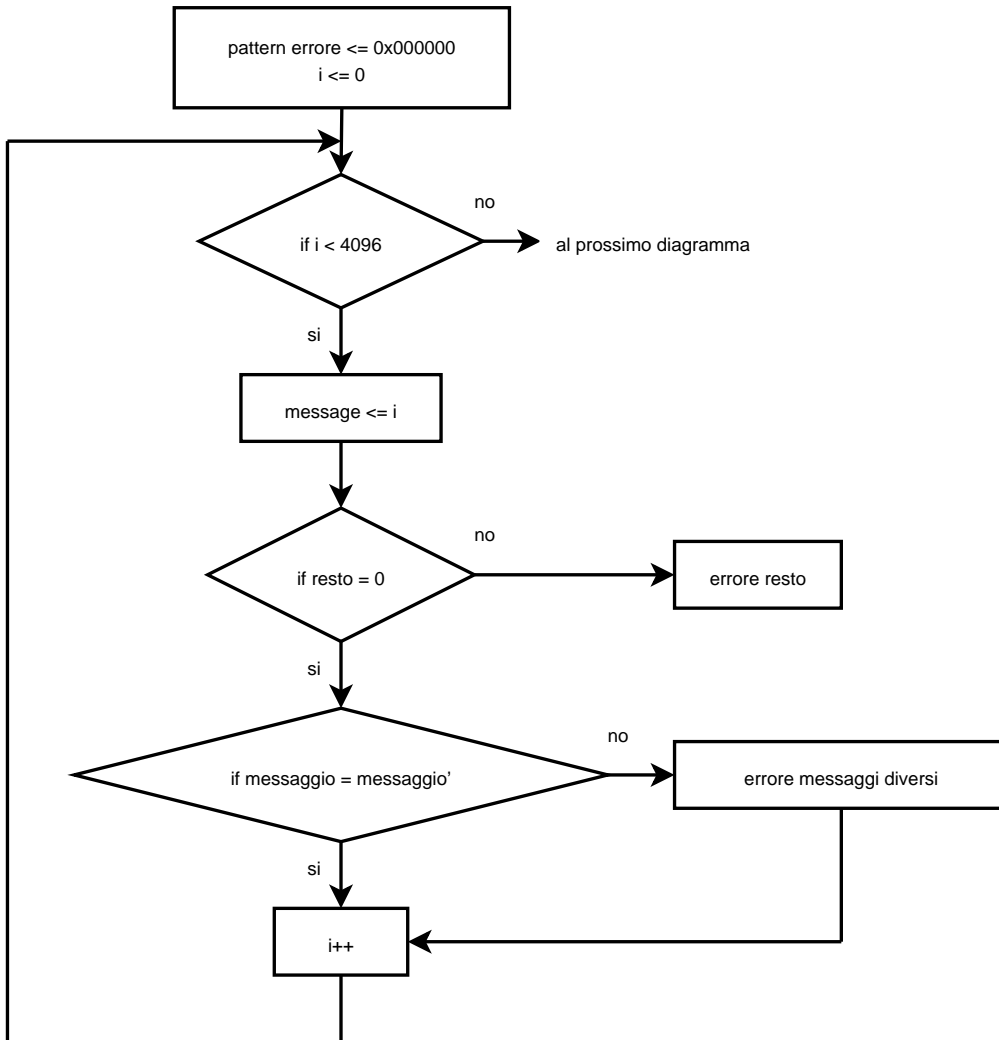 pattern errore <= 0x000000
i <= 0
no
if i < 4096
al prossimo diagramma
si
message <= i
no
if resto = 0
errore resto
si
no
if messaggio = messaggio’
errore messaggi diversi
si
i++